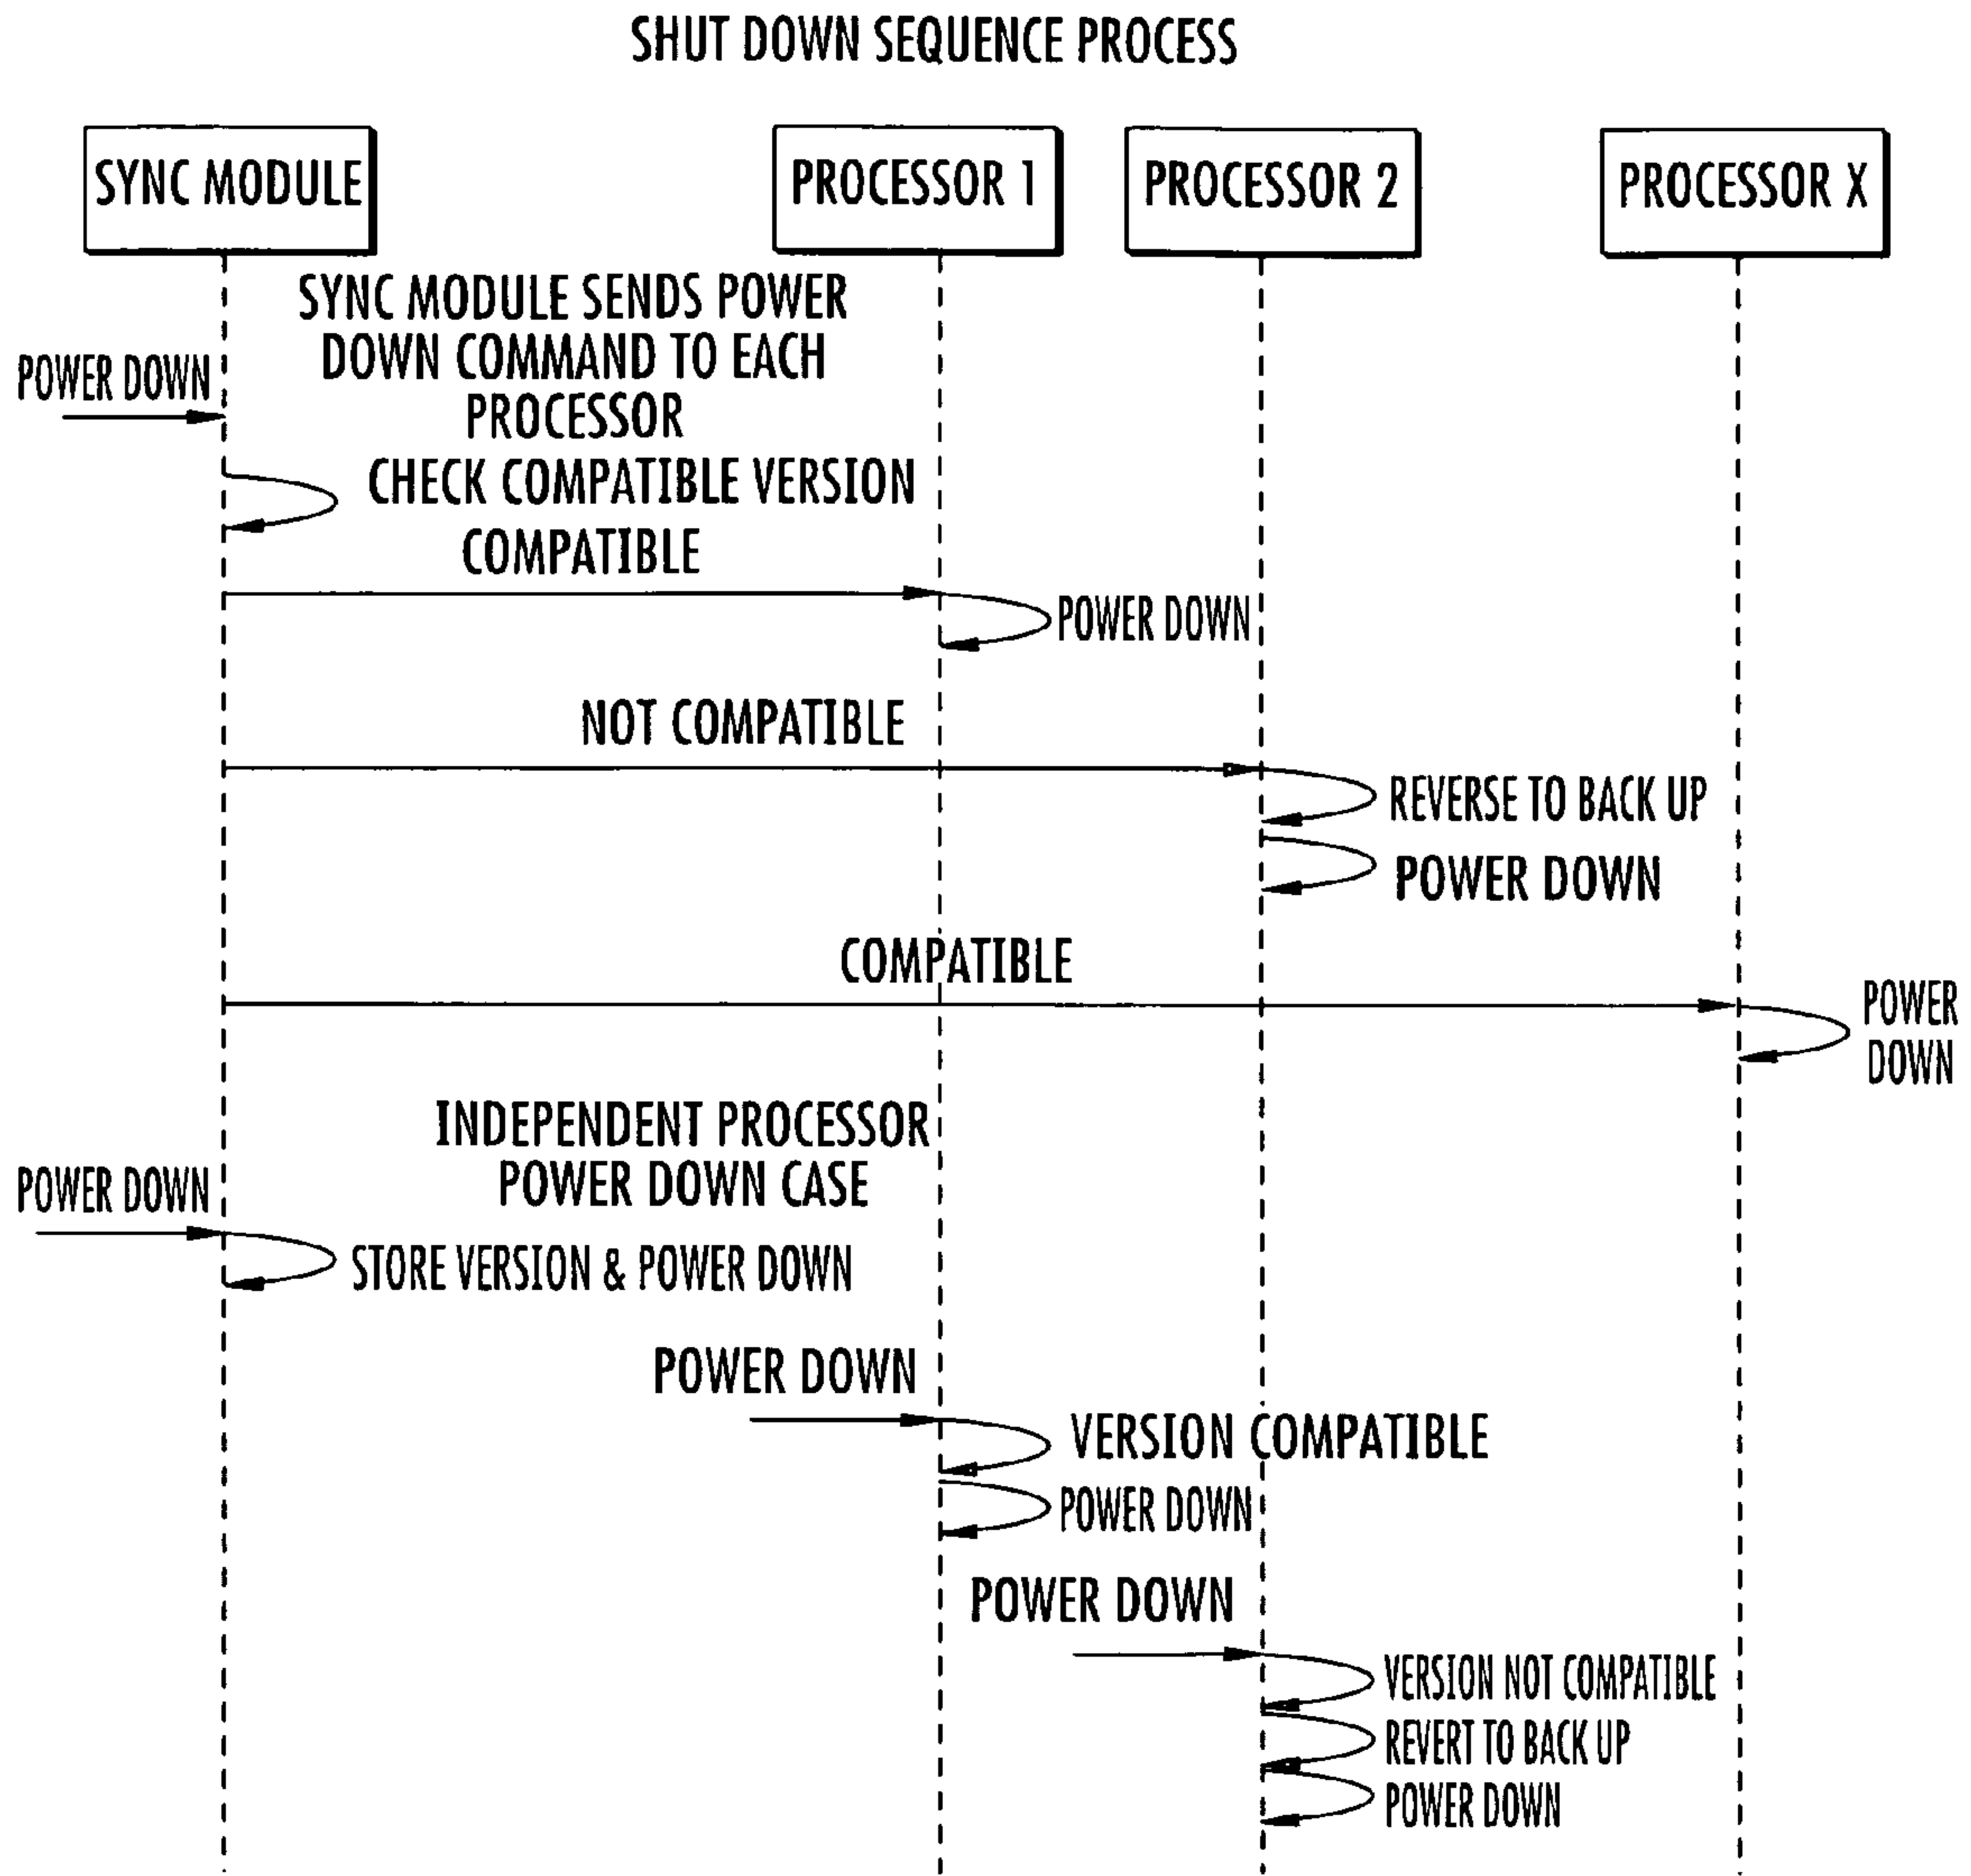 SHUT DOWN SEQUENCE PROCESS
SYNC MODULE
PROCESSOR 1
PROCESSOR 2
PROCESSOR X
SYNC MODULE SENDS POWER
DOWN COMMAND TO EACH
PROCESSOR
POWER DOWN
CHECK COMPATIBLE VERSION
COMPATIBLE
POWER DOWN
NOT COMPATIBLE
REVERSE TO BACK UP
POWER DOWN
COMPATIBLE
POWER
DOWN
INDEPENDENT PROCESSOR
POWER DOWN CASE
POWER DOWN
STORE VERSION & POWER DOWN
POWER DOWN
VERSION COMPATIBLE
POWER DOWN
POWER DOWN
VERSION NOT COMPATIBLE
REVERT TO BACK UP
POWER DOWN